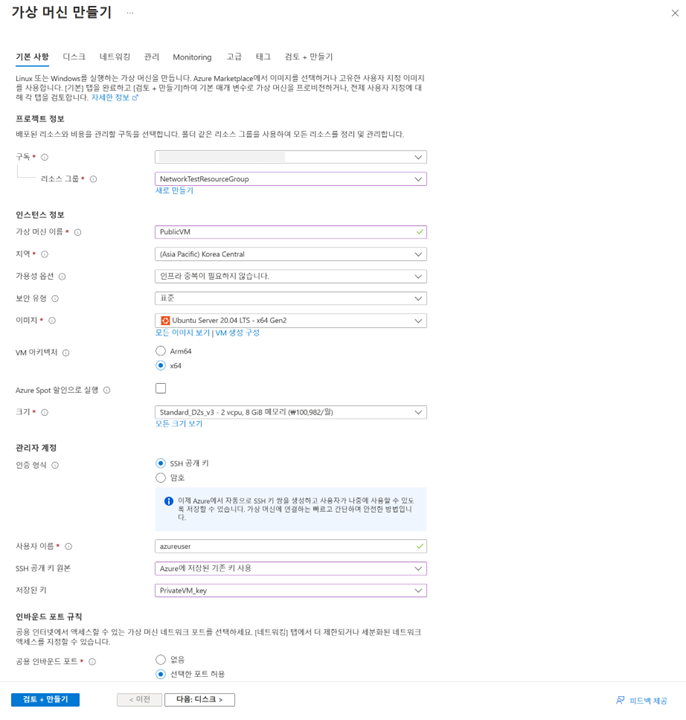 가상 머신 만들기 ...
기본 사항 디스크 네트워킹 관리 Monitoring 고급 태그 검토 + 만들기
Linux 또는 Windows를 실행하는 가상 머신을 만듭니다. Azure Marketplace에서 이미지를 선택하거나 고유한 사용자 지정 이미지
를 사용합니다. [기본] 탭을 완료하고 [검토 + 만들기]하여 기본 매개 변수로 가상 머신을 프로비전하거나, 전체 사용자 지정에 대
해 각 탭을 검토합니다. 자세한 정보
프로젝트 정보
배포된 리소스와 비용을 관리할 구독을 선택합니다. 폴더 같은 리소스 그룹을 사용하여 모든 리소스를 정리 및 관리합니다.
구독 *
리소스 그룹 * NetworkTestResourceGroup
새로 만들기
인스턴스 정보
가상 머신 이름 * PublicVM
지역 * (Asia Pacific) Korea Central
가용성 옵션 인프라 중복이 필요하지 않습니다.
보안 유형 표준
이미지 * Ubuntu Server 20.04 LTS - x64 Gen2
모든 이미지 보기 | VM 생성 구성
VM 아키텍처 Arm64
x64
Azure Spot 할인으로 실행
크기 * Standard_D2s_v3 - 2 vcpu, 8 GiB 메모리 (₩100,982/월)
모든 크기 보기
관리자 계정
인증 형식 SSH 공개 키
암호
이제 Azure에서 자동으로 SSH 키 쌍을 생성하고 사용자가 나중에 사용할 수 있도
록 저장할 수 있습니다. 가상 머신에 연결하는 빠르고 간단하며 안전한 방법입니
다.
사용자 이름 * azureuser
SSH 공개 키 원본 Azure에 저장된 기존 키 사용
저장된 키 PrivateVM_key
인바운드 포트 규칙
공용 인터넷에서 액세스할 수 있는 가상 머신 네트워크 포트를 선택하세요. [네트워킹] 탭에서 더 제한되거나 세분화된 네트워크
액세스를 지정할 수 있습니다.
공용 인바운드 포트 * 없음
선택한 포트 허용
검토 + 만들기 < 이전 다음: 디스크 > 피드백 제공